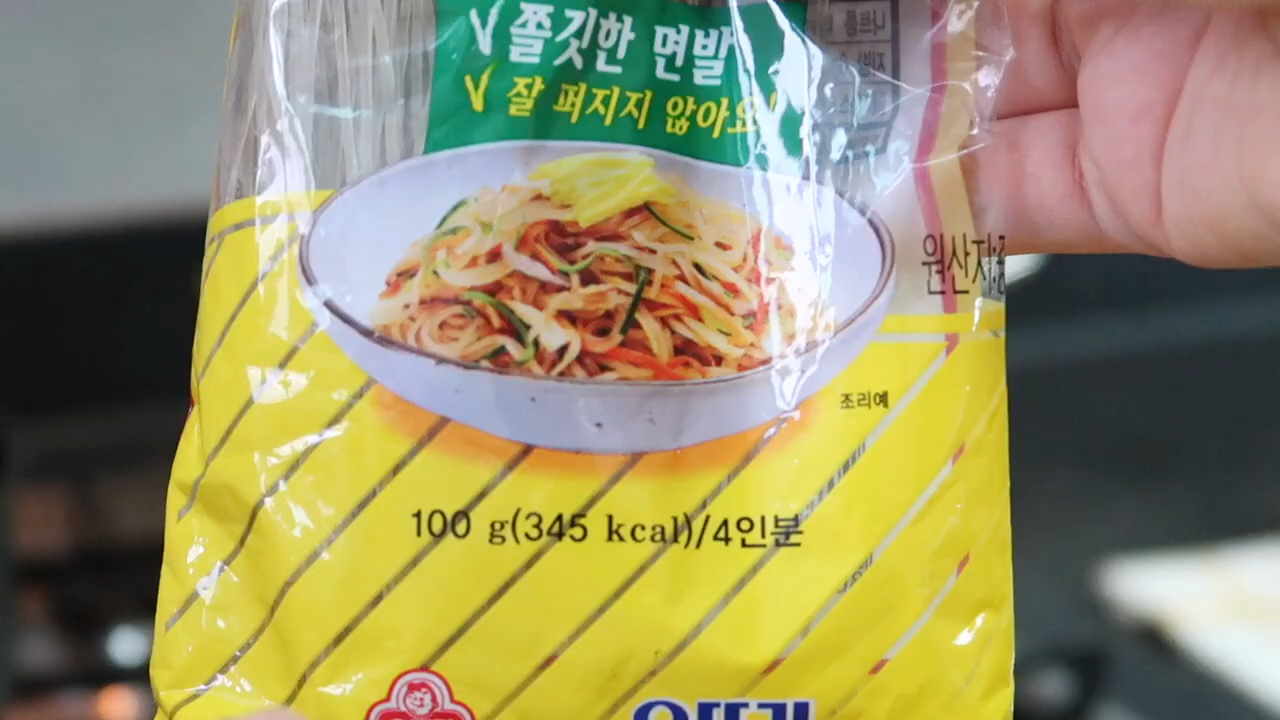 쫄깃한 면발
잘 퍼지지 않아요!
원산지:
조리예
100 g(345 kcal)/4인분